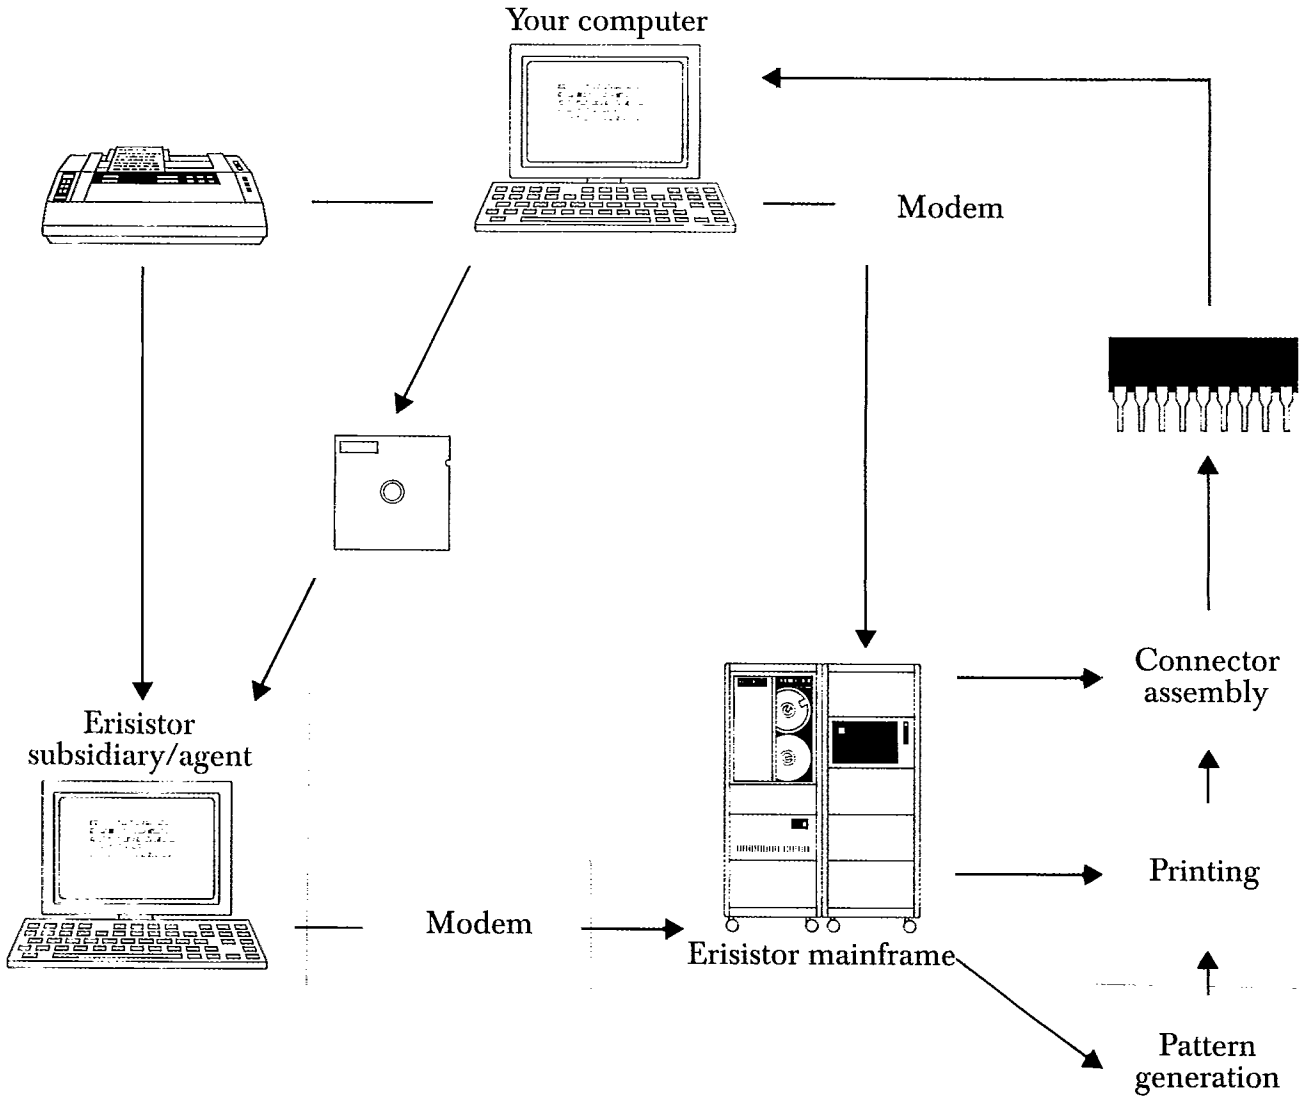 Your computer
Modem
Connector
assembly
Erisistor
subsidiary/agent
Printing
Modem
Erisistor mainframe
Pattern
generation